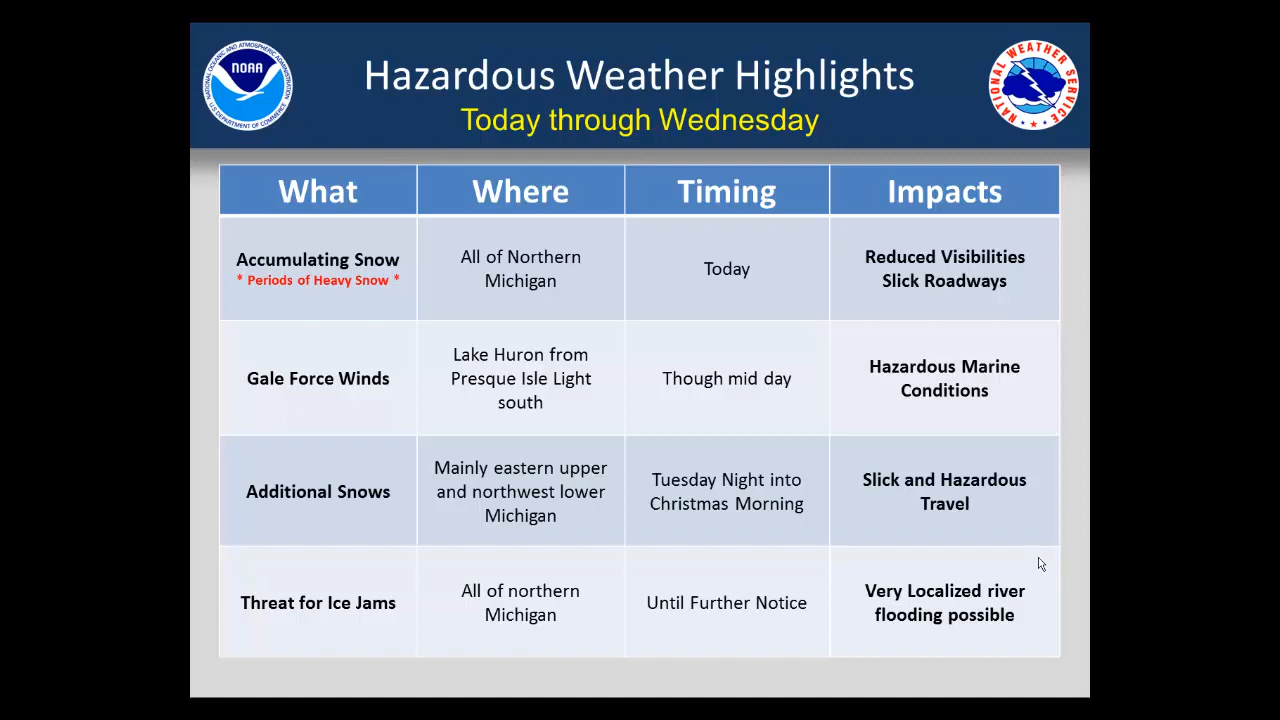 Hazardous Weather Highlights
Today through Wednesday
NOAA
NATIONAL OCEANIC AND ATMOSPHERIC ADMINISTRATION
U.S. DEPARTMENT OF COMMERCE
NATIONAL WEATHER SERVICE
What Where Timing Impacts
Accumulating Snow
* Periods of Heavy Snow *
All of Northern
Michigan
Today
Reduced Visibilities
Slick Roadways
Gale Force Winds
Lake Huron from
Presque Isle Light
south
Though mid day
Hazardous Marine
Conditions
Additional Snows
Mainly eastern upper
and northwest lower
Michigan
Tuesday Night into
Christmas Morning
Slick and Hazardous
Travel
Threat for Ice Jams
All of northern
Michigan
Until Further Notice
Very Localized river
flooding possible